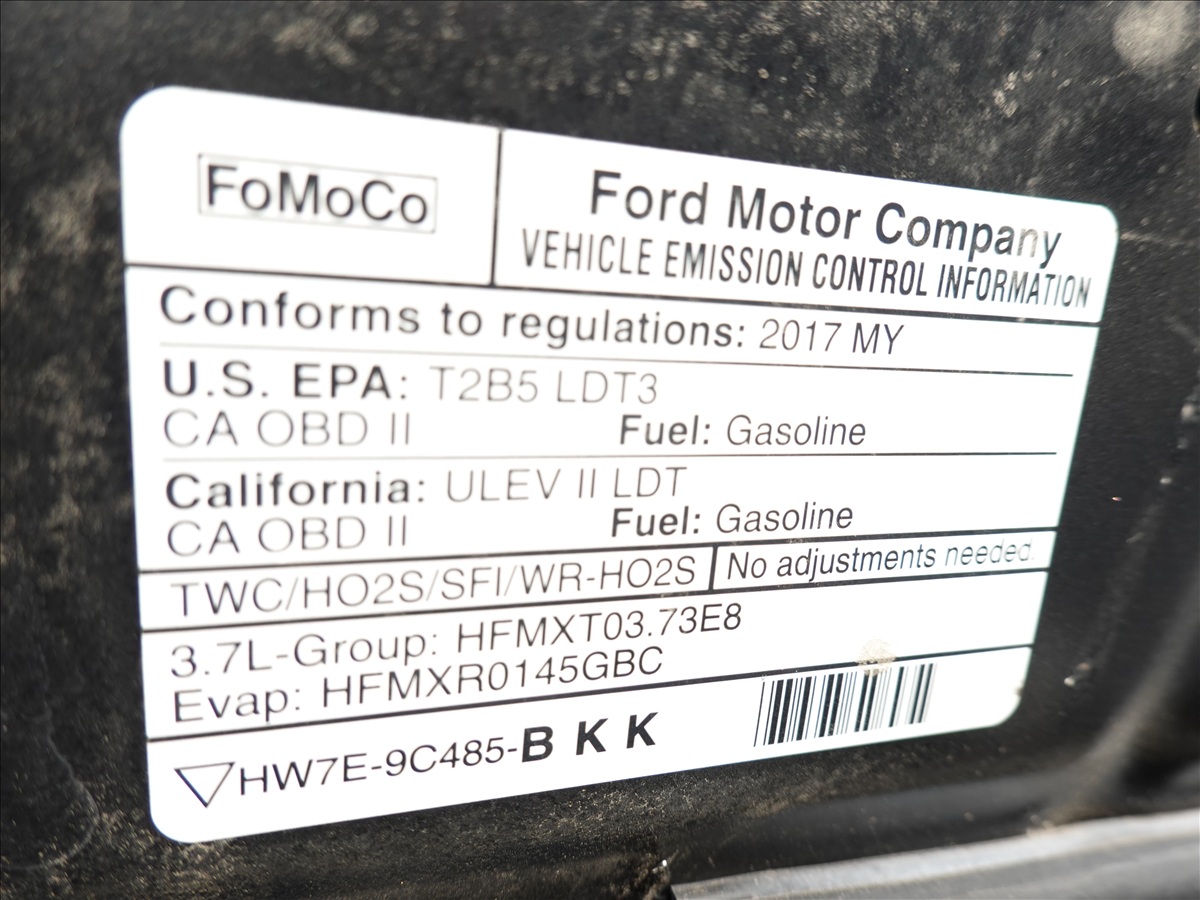 FoMoCo
Ford Motor Company
VEHICLE EMISSION CONTROL INFORMATION
Conforms to regulations: 2017 MY
U.S. EPA: T2B5 LDT3
CA OBD II Fuel: Gasoline
California: ULEV II LDT
CA OBD II Fuel: Gasoline
TWC/HO2S/SFI/WR-HO2S No adjustments needed.
3.7L-Group: HFMXT03.73E8
Evap: HFMXR0145GBC
HW7E-9C485-B K K